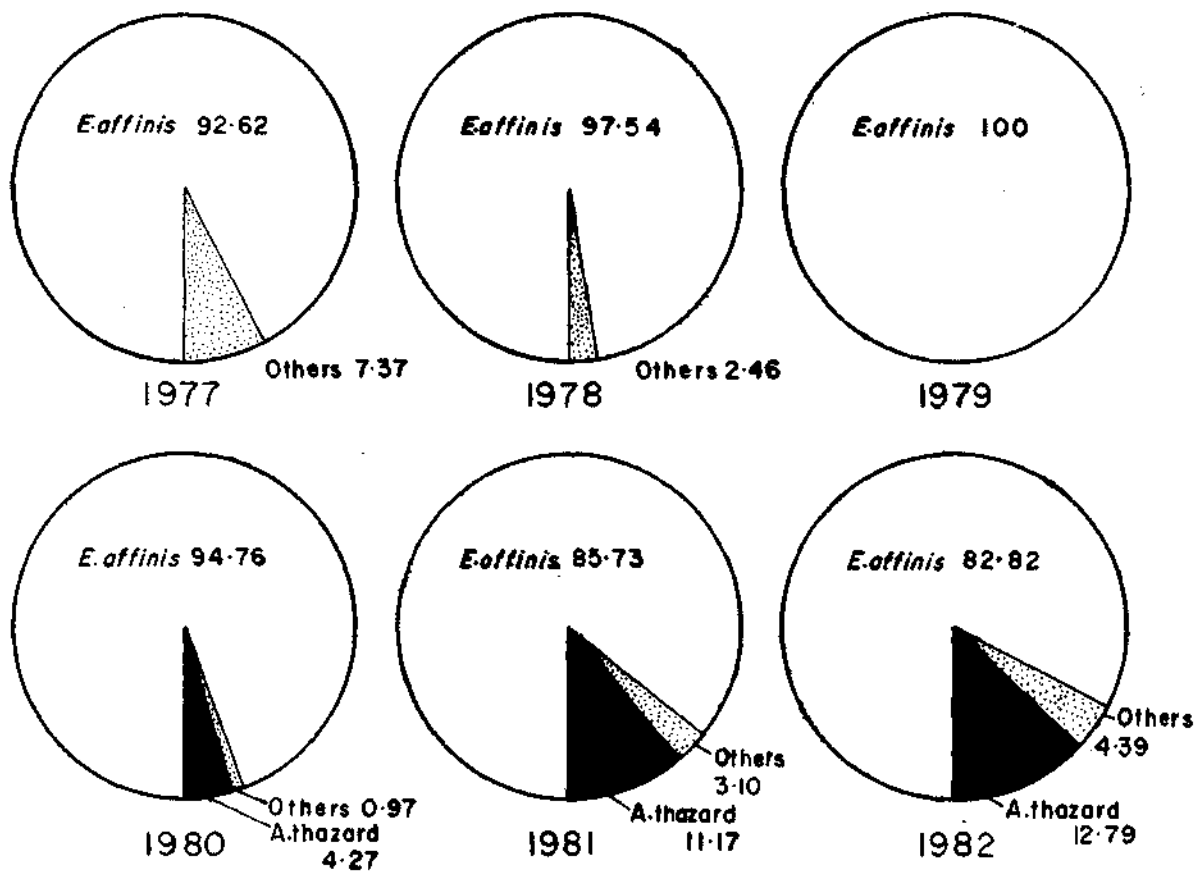 E.affinis 92·62
Others 7·37
1977
E.affinis 97·54
Others 2·46
1978
E.affinis 100
1979
E.affinis 94·76
Others 0·97
A.thazard
4·27
1980
E.affinis 85·73
Others
3·10
A.thazard
11·17
1981
E.affinis 82·82
Others
4·39
A.thazard
12·79
1982